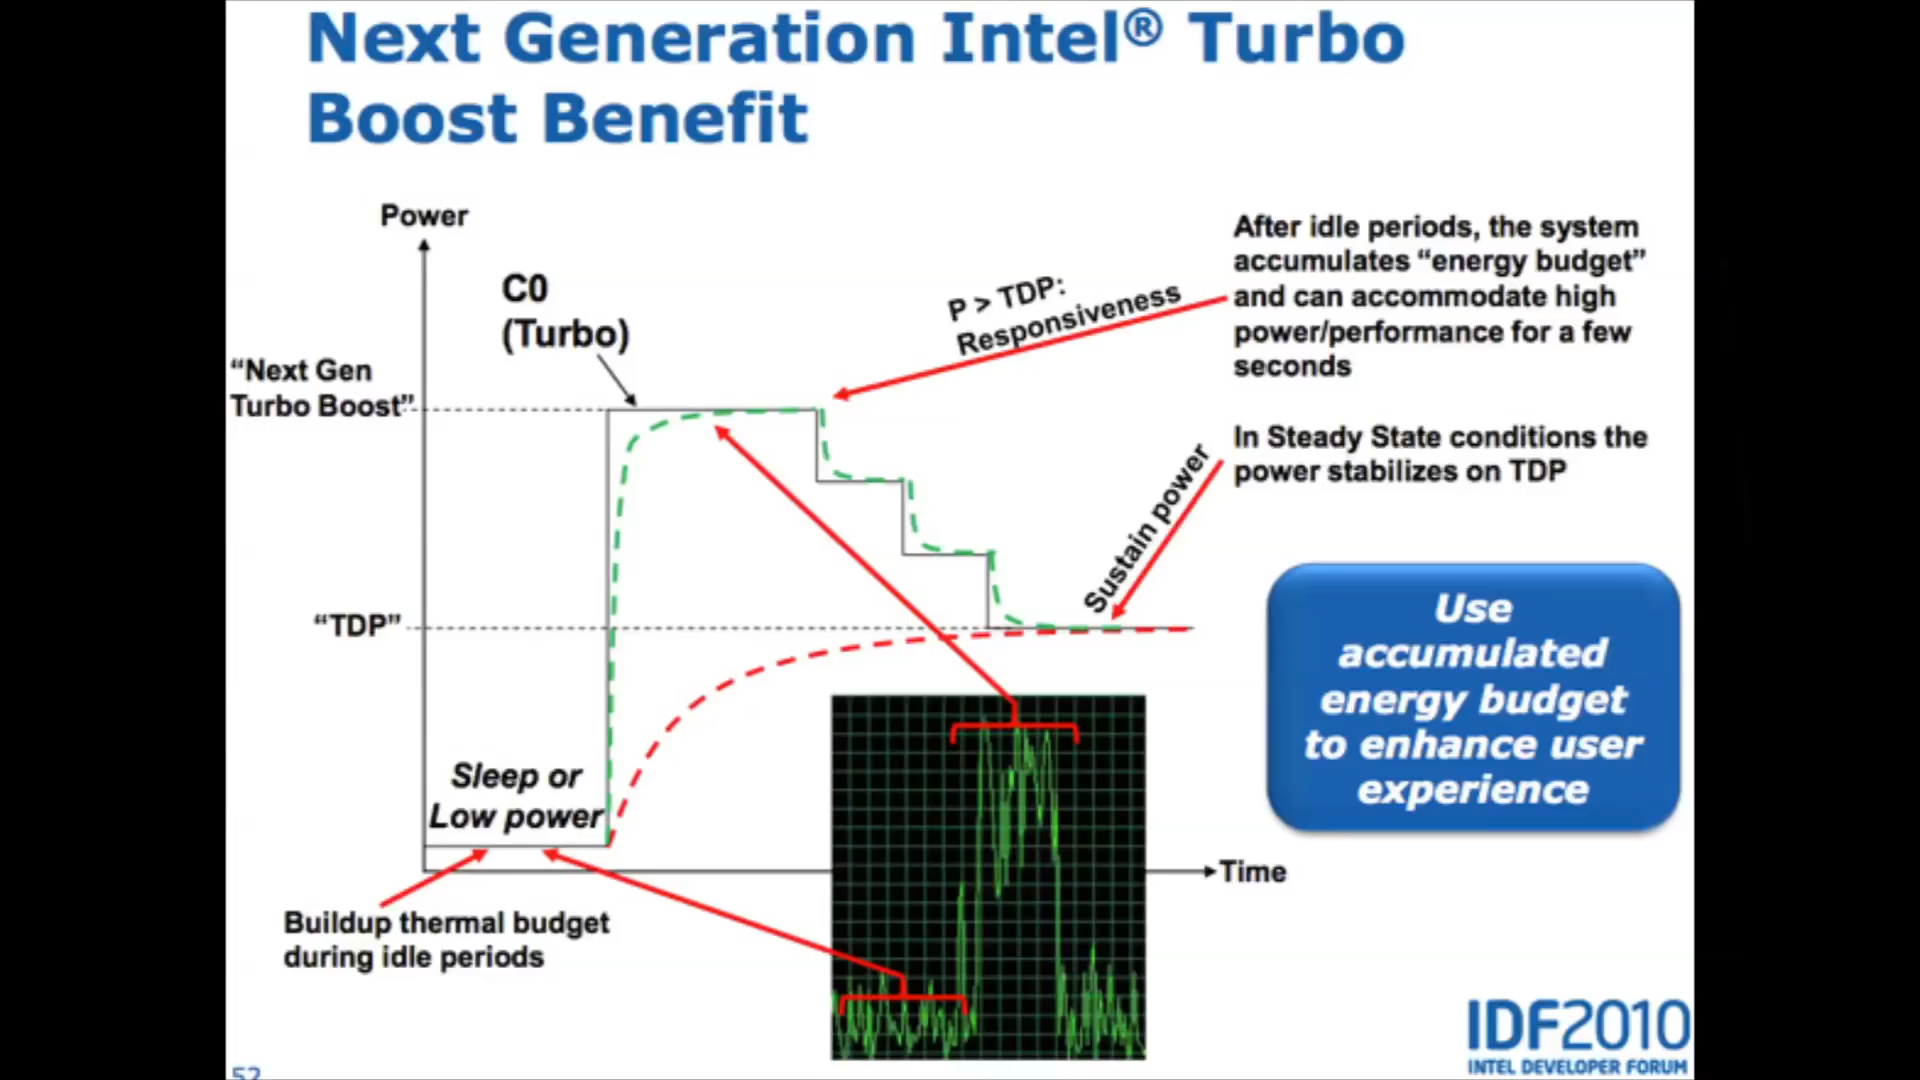 Next Generation Intel® Turbo
Boost Benefit
Power
C0
(Turbo)
P > TDP:
Responsiveness
After idle periods, the system
accumulates “energy budget”
and can accommodate high
power/performance for a few
seconds
“Next Gen
Turbo Boost”
In Steady State conditions the
power stabilizes on TDP
Sustain power
“TDP”
Use
accumulated
energy budget
to enhance user
experience
Sleep or
Low power
Time
Buildup thermal budget
during idle periods
IDF2010
INTEL DEVELOPER FORUM
52